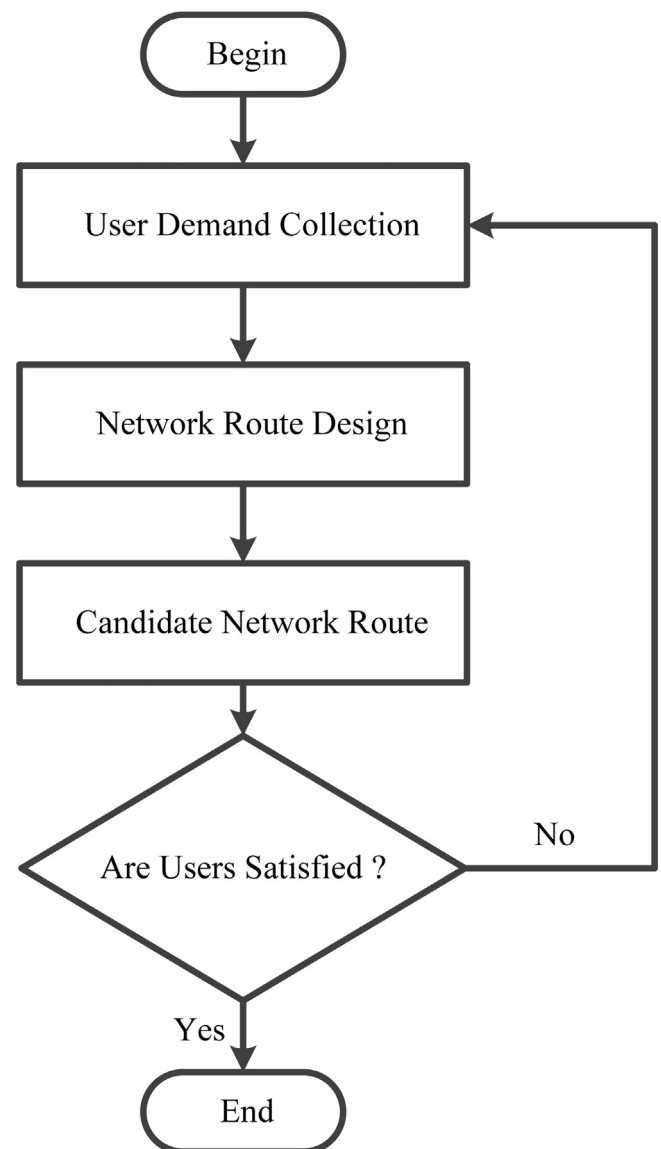 Begin
User Demand Collection
Network Route Design
Candidate Network Route
Are Users Satisfied ?
No
Yes
End